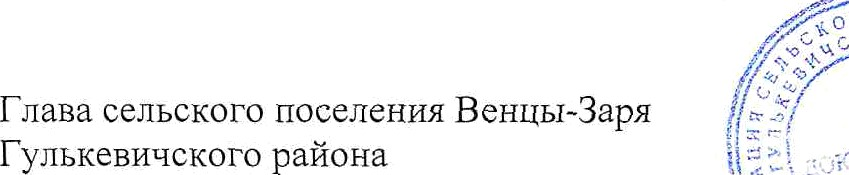 Глава сельского поселения Венцы-Заря
Гулькевичского района